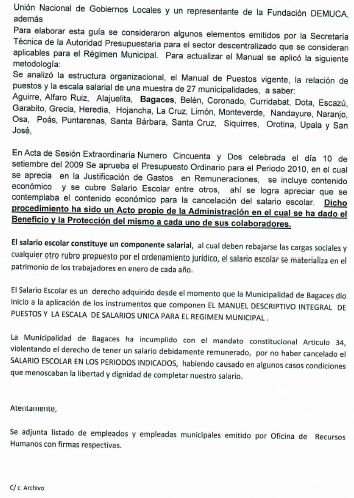 Unión Nacional de Gobiernos Locales y un representante de la Fundación DEMUCA,
además
Para elaborar esta guía se consideraron algunos elementos emitidos por la Secretaría
Técnica de la Autoridad Presupuestaria para el sector descentralizado que se consideran
aplicables para el Régimen Municipal. Para actualizar el Manual se aplicó la siguiente
metodología:
Se analizó la estructura organizacional, el Manual de Puestos vigente, la relación de
puestos y la escala salarial de una muestra de 27 municipalidades, a saber:
Aguirre, Alfaro Ruiz, Alajuelita, Bagaces, Belén, Coronado, Curridabat, Dota, Escazú,
Garabito, Grecia, Heredia, Hojancha, La Cruz, Limón, Monteverde, Nandayure, Naranjo,
Osa, Poás, Puntarenas, Santa Bárbara, Santa Cruz, Siquirres, Orotina, Upala y San
José,
En Acta de Sesión Extraordinaria Numero Cincuenta y Dos celebrada el día 10 de
setiembre del 2009 Se aprueba el Presupuesto Ordinario para el Periodo 2010, en el cual
se aprecia en la Justificación de Gastos en Remuneraciones, se incluye contenido
económico y se cubre Salario Escolar entre otros, ahí se logra apreciar que se
contemplaba el contenido económico para la cancelación del salario escolar. Dicho
procedimiento ha sido un Acto propio de la Administración en el cual se ha dado el
Beneficio y la Protección del mismo a cada uno de sus colaboradores.
El salario escolar constituye un componente salarial, al cual deben rebajarse las cargas sociales y
cualquier otro rubro propuesto por el ordenamiento jurídico, el salario escolar se materializa en el
patrimonio de los trabajadores en enero de cada año.
El Salario Escolar es un derecho adquirido desde el momento que la Municipalidad de Bagaces dio
inicio a la aplicación de los instrumentos que componen EL MANUEL DESCRIPTIVO INTEGRAL DE
PUESTOS Y LA ESCALA DE SALARIOS UNICA PARA EL REGIMEN MUNICIPAL .
La Municipalidad de Bagaces ha incumplido con el mandato constitucional Articulo 34,
violentando el derecho de tener un salario debidamente remunerado, por no haber cancelado el
SALARIO ESCOLAR EN LOS PERIODOS INDICADOS, habiendo causado en algunos casos condiciones
que menoscaban la libertad y dignidad de completar nuestro salario.
Atentamente,
Se adjunta listado de empleados y empleadas municipales emitido por Oficina de Recursos
Humanos con firmas respectivas.
C/ c Archivo